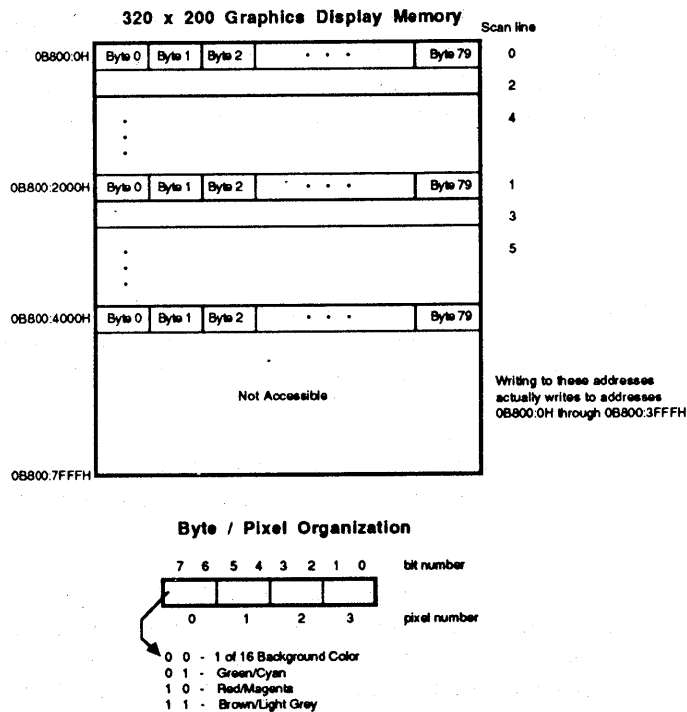 320 x 200 Graphics Display Memory
Scan line
0B800:0H Byte 0 Byte 1 Byte 2 . . . Byte 79 0
2
4
0B800:2000H Byte 0 Byte 1 Byte 2 . . . Byte 79 1
3
5
0B800:4000H Byte 0 Byte 1 Byte 2 . . . Byte 79
Not Accessible
Writing to these addresses
actually writes to addresses
0B800:0H through 0B800:3FFFH
0B800:7FFFH
Byte / Pixel Organization
7 6 5 4 3 2 1 0 bit number
0 1 2 3 pixel number
0 0 - 1 of 16 Background Color
0 1 - Green/Cyan
1 0 - Red/Magenta
1 1 - Brown/Light Grey